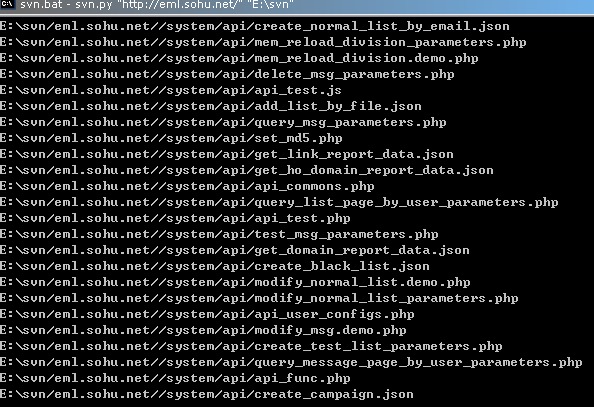 svn.bat - svn.py "http://eml.sohu.net/" "E:\svn"
E:\svn/eml.sohu.net//system/api/create_normal_list_by_email.json
E:\svn/eml.sohu.net//system/api/mem_reload_division_parameters.php
E:\svn/eml.sohu.net//system/api/mem_reload_division.demo.php
E:\svn/eml.sohu.net//system/api/delete_msg_parameters.php
E:\svn/eml.sohu.net//system/api/api_test.js
E:\svn/eml.sohu.net//system/api/add_list_by_file.json
E:\svn/eml.sohu.net//system/api/query_msg_parameters.php
E:\svn/eml.sohu.net//system/api/set_md5.php
E:\svn/eml.sohu.net//system/api/get_link_report_data.json
E:\svn/eml.sohu.net//system/api/get_ho_domain_report_data.json
E:\svn/eml.sohu.net//system/api/api_commons.php
E:\svn/eml.sohu.net//system/api/query_list_page_by_user_parameters.php
E:\svn/eml.sohu.net//system/api/api_test.php
E:\svn/eml.sohu.net//system/api/test_msg_parameters.php
E:\svn/eml.sohu.net//system/api/get_domain_report_data.json
E:\svn/eml.sohu.net//system/api/create_black_list.json
E:\svn/eml.sohu.net//system/api/modify_normal_list.demo.php
E:\svn/eml.sohu.net//system/api/modify_normal_list_parameters.php
E:\svn/eml.sohu.net//system/api/api_user_configs.php
E:\svn/eml.sohu.net//system/api/modify_msg.demo.php
E:\svn/eml.sohu.net//system/api/create_test_list_parameters.php
E:\svn/eml.sohu.net//system/api/query_message_page_by_user_parameters.php
E:\svn/eml.sohu.net//system/api/api_func.php
E:\svn/eml.sohu.net//system/api/create_campaign.json